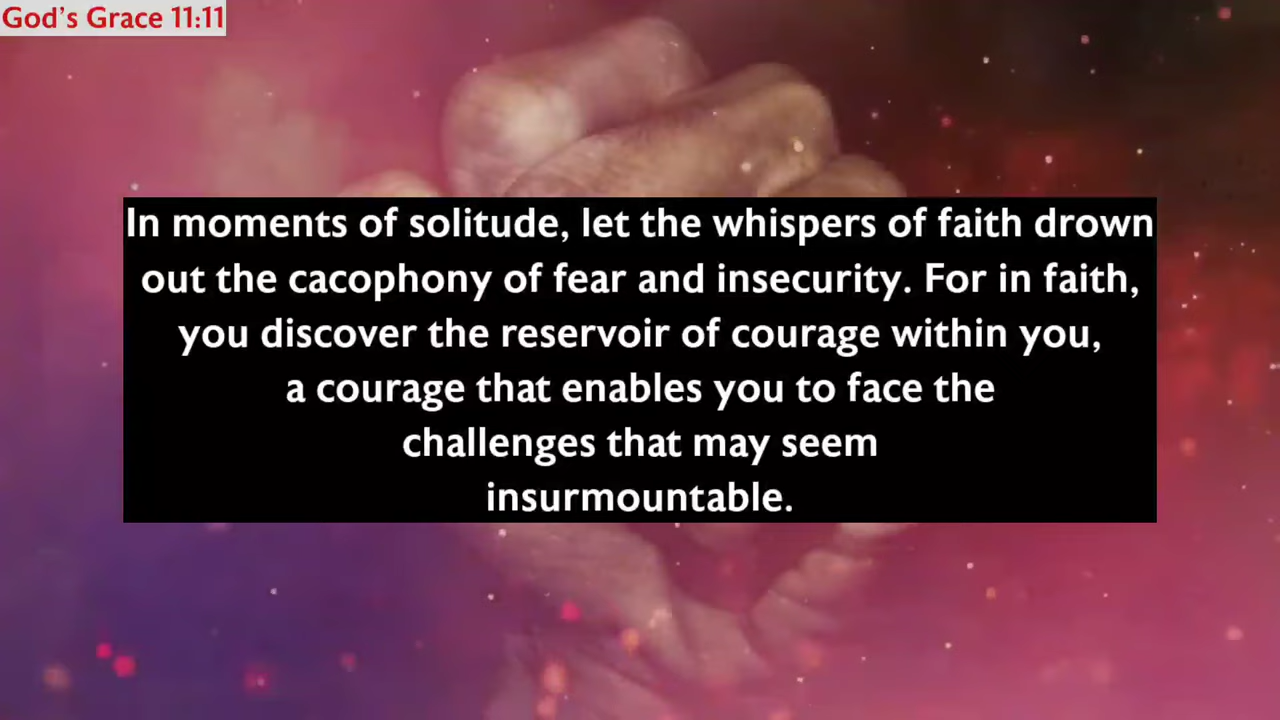 God's Grace 11:11
In moments of solitude, let the whispers of faith drown
out the cacophony of fear and insecurity. For in faith,
you discover the reservoir of courage within you,
a courage that enables you to face the
challenges that may seem
insurmountable.